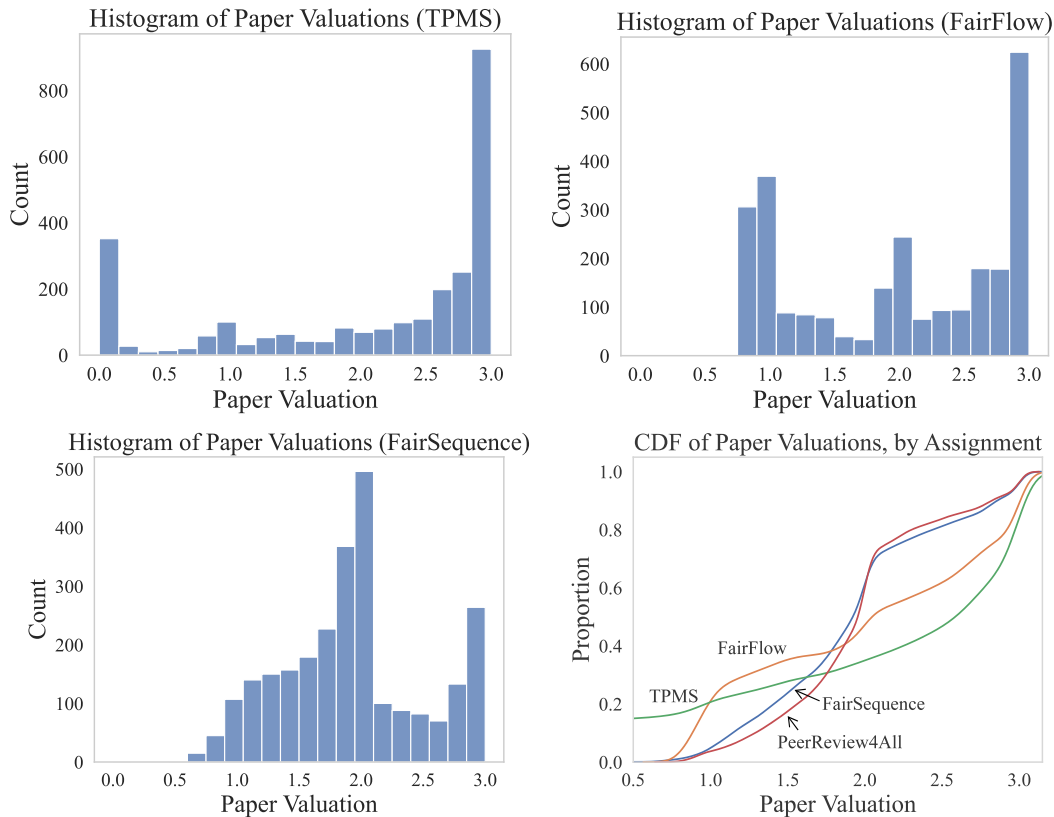 Histogram of Paper Valuations (TPMS)
Count
800
600
400
200
0
0.0 0.5 1.0 1.5 2.0 2.5 3.0
Paper Valuation
Histogram of Paper Valuations (FairFlow)
Count
600
500
400
300
200
100
0
0.0 0.5 1.0 1.5 2.0 2.5 3.0
Paper Valuation
Histogram of Paper Valuations (FairSequence)
Count
500
400
300
200
100
0
0.0 0.5 1.0 1.5 2.0 2.5 3.0
Paper Valuation
CDF of Paper Valuations, by Assignment
Proportion
1.0
0.8
0.6
0.4
0.2
0.0
FairFlow
TPMS
FairSequence
PeerReview4All
0.5 1.0 1.5 2.0 2.5 3.0
Paper Valuation